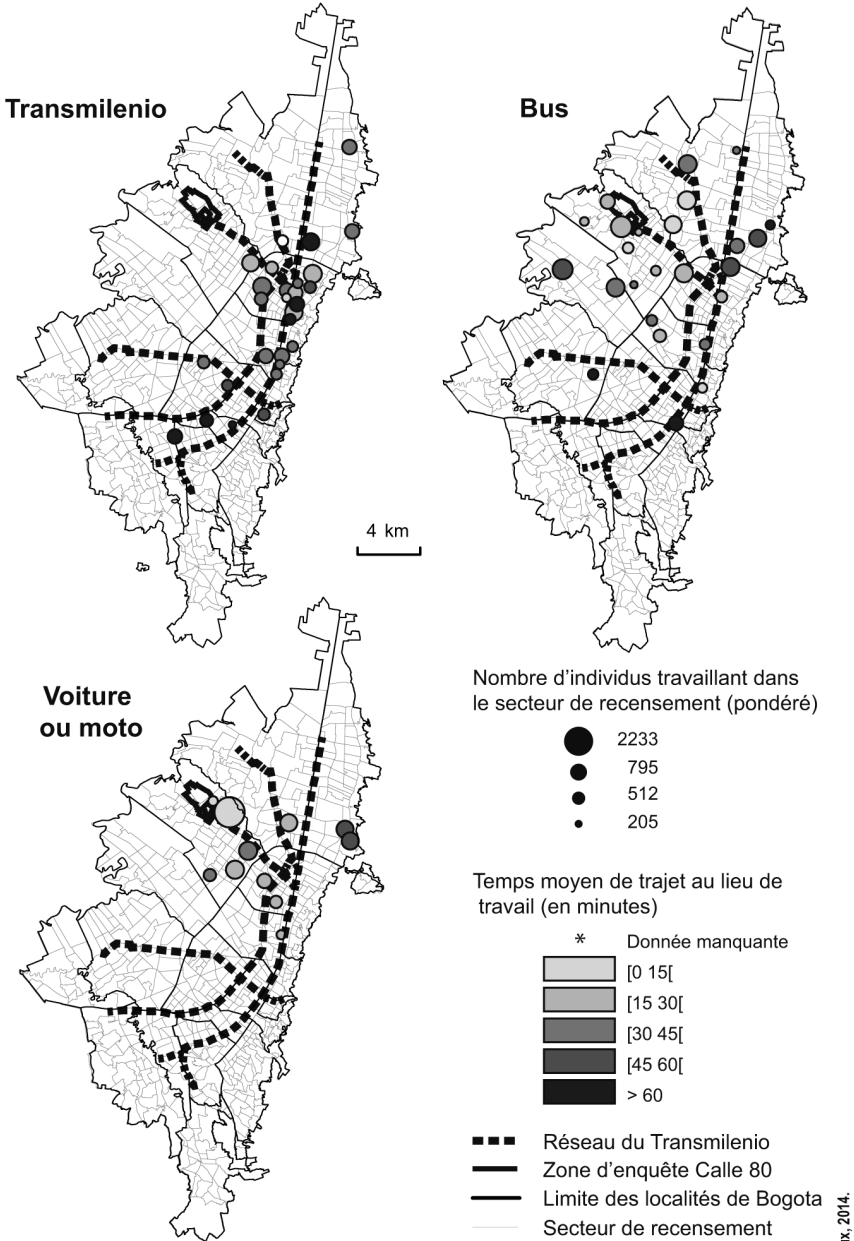 Transmilenio
Bus
4 km
Voiture
ou moto
Nombre d'individus travaillant dans
le secteur de recensement (pondéré)
2233
795
512
205
Temps moyen de trajet au lieu de
travail (en minutes)
* Donnée manquante
[0 15[
[15 30[
[30 45[
[45 60[
> 60
Réseau du Transmilenio
Zone d'enquête Calle 80
Limite des localités de Bogota
Secteur de recensement
2014.